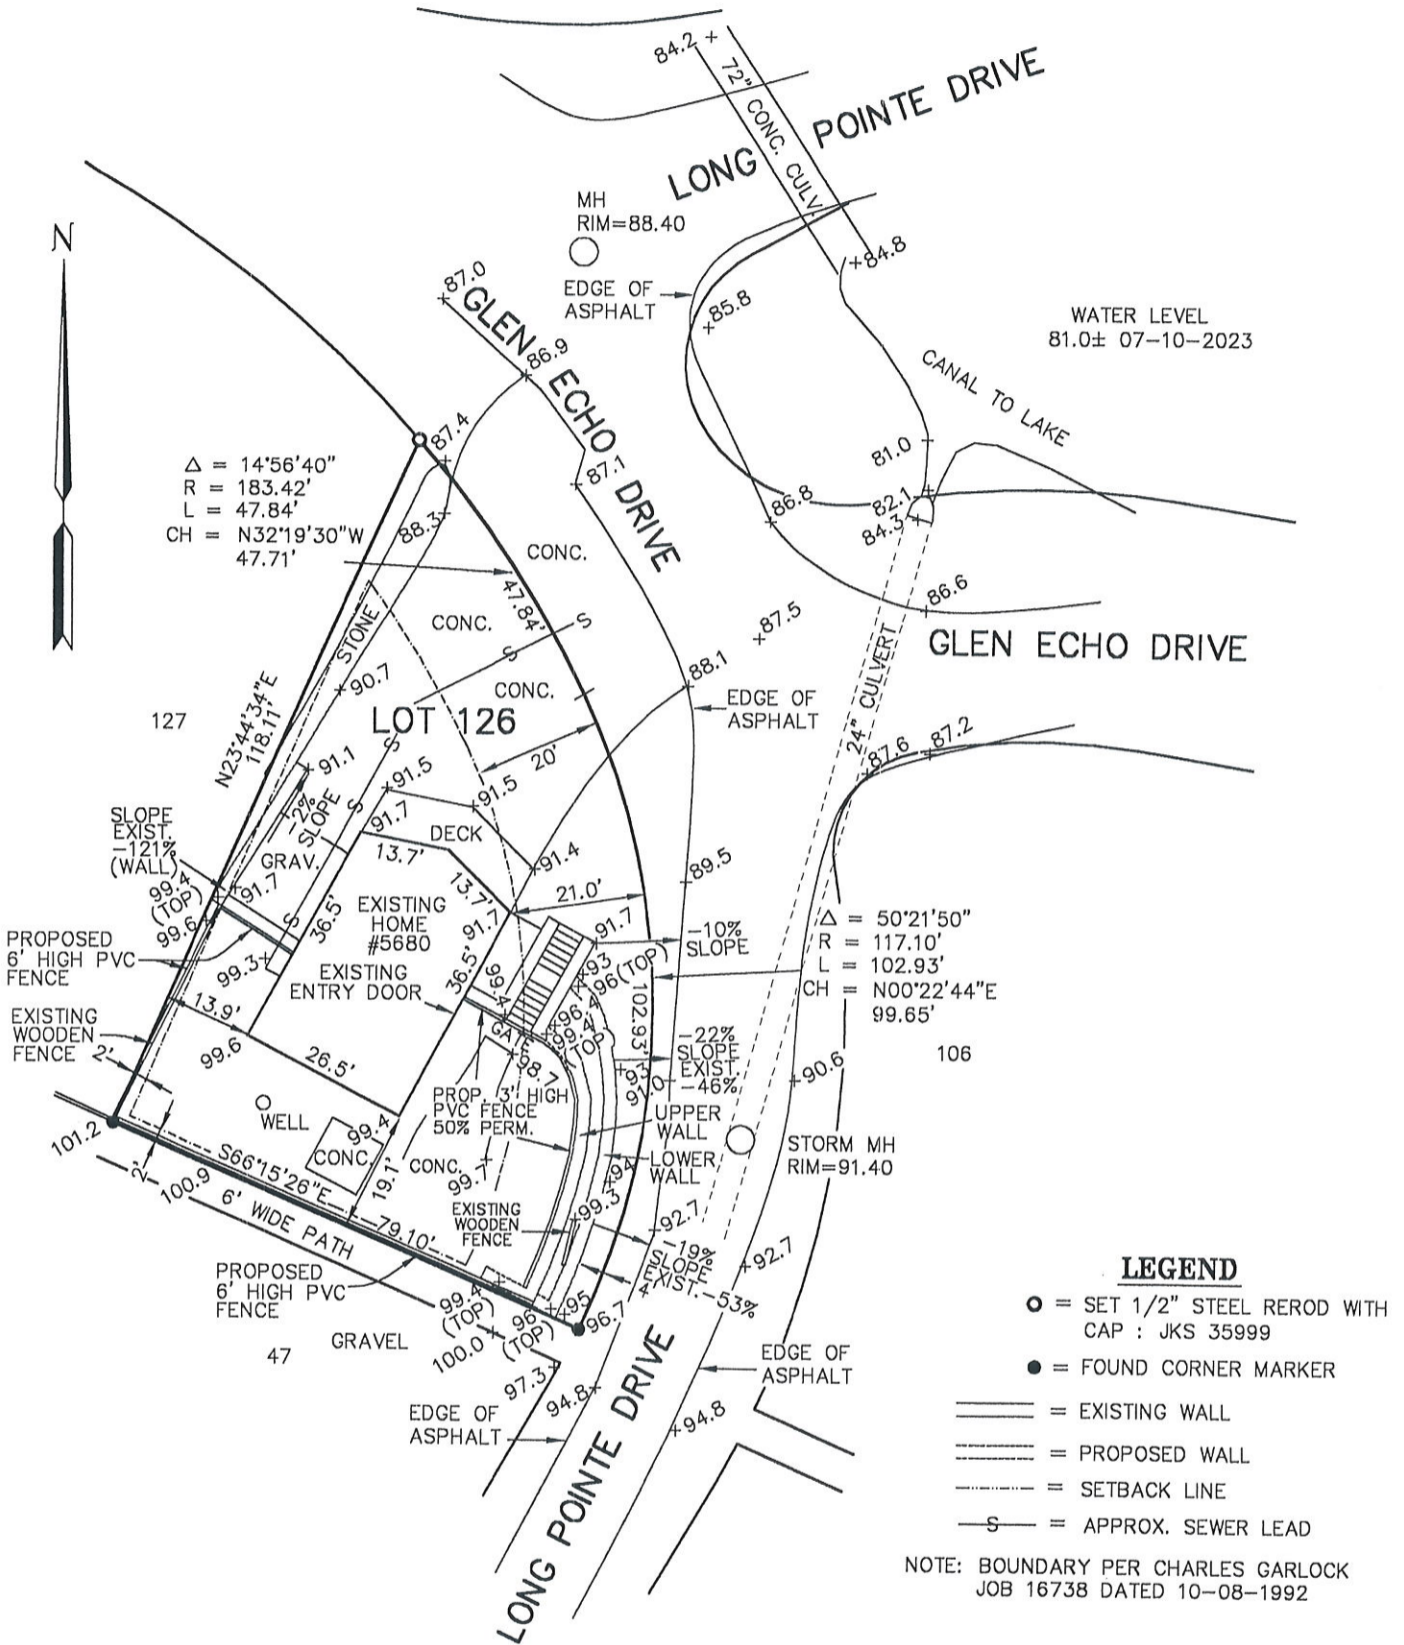 84.2
72" CONC. CULV.
LONG POINTE DRIVE
MH
RIM=88.40
N
84.8
87.0
GLEN ECHO DRIVE
EDGE OF
ASPHALT
85.8
WATER LEVEL
81.0± 07-10-2023
86.9
CANAL TO LAKE
87.4
Δ = 14°56'40"
R = 183.42'
L = 47.84'
CH = N32°19'30"W
47.71'
87.1
81.0
82.1
84.3
86.8
88.3
CONC.
47.84'
86.6
87.5
STONE
CONC.
S
S
GLEN ECHO DRIVE
24" CULVERT
88.1
90.7
CONC.
EDGE OF
ASPHALT
N23°44'34"E
118.11'
127
LOT 126
20'
87.6
87.2
91.1
S
91.5
91.5
-2%
SLOPE
S
91.7
DECK
SLOPE
EXIST.
-121%
(WALL)
GRAV.
13.7'
91.4
89.5
99.4
(TOP)
91.7
13.7'
21.0'
EXISTING
HOME
#5680
S
36.5'
91.7
91.7
-10%
SLOPE
Δ = 50°21'50"
R = 117.10'
L = 102.93'
CH = N00°22'44"E
99.65'
99.6
PROPOSED
6' HIGH PVC
FENCE
99.3
EXISTING
ENTRY DOOR
36.5'
99.4
93
96(TOP)
96.4
99.4
(TOP)
102.93'
GATE
EXISTING
WOODEN
FENCE
13.9'
2'
99.6
26.5'
98.7
-22%
SLOPE
EXIST.
-46%
93
91.0
90.6
106
PROP. 3' HIGH
PVC FENCE
50% PERM.
UPPER
WALL
WELL
99.4
CONC.
CONC.
LOWER
WALL
STORM MH
RIM=91.40
101.2
2'
100.9
S66°15'26"E
79.10'
19.1'
99.7
94
6' WIDE PATH
EXISTING
WOODEN
FENCE
99.3
92.7
-19%
SLOPE
EXIST.-53%
92.7
PROPOSED
6' HIGH PVC
FENCE
99.4
(TOP)
96
(TOP)
95
96.7
GRAVEL
100.0
47
97.3
94.8
EDGE OF
ASPHALT
EDGE OF
ASPHALT
94.8
LONG POINTE DRIVE
LEGEND
= SET 1/2" STEEL REROD WITH
CAP : JKS 35999
= FOUND CORNER MARKER
= EXISTING WALL
= PROPOSED WALL
= SETBACK LINE
S = APPROX. SEWER LEAD
NOTE: BOUNDARY PER CHARLES GARLOCK
JOB 16738 DATED 10-08-1992